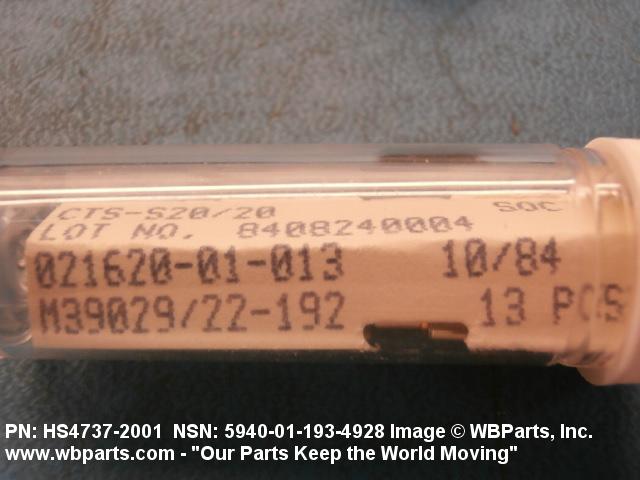 CTS-S20/20 SOC
LOT NO. 8408240004
021620-01-013 10/84
M39029/22-192 13 PCS
PN: HS4737-2001 NSN: 5940-01-193-4928 Image © WBParts, Inc.
www.wbparts.com - "Our Parts Keep the World Moving"